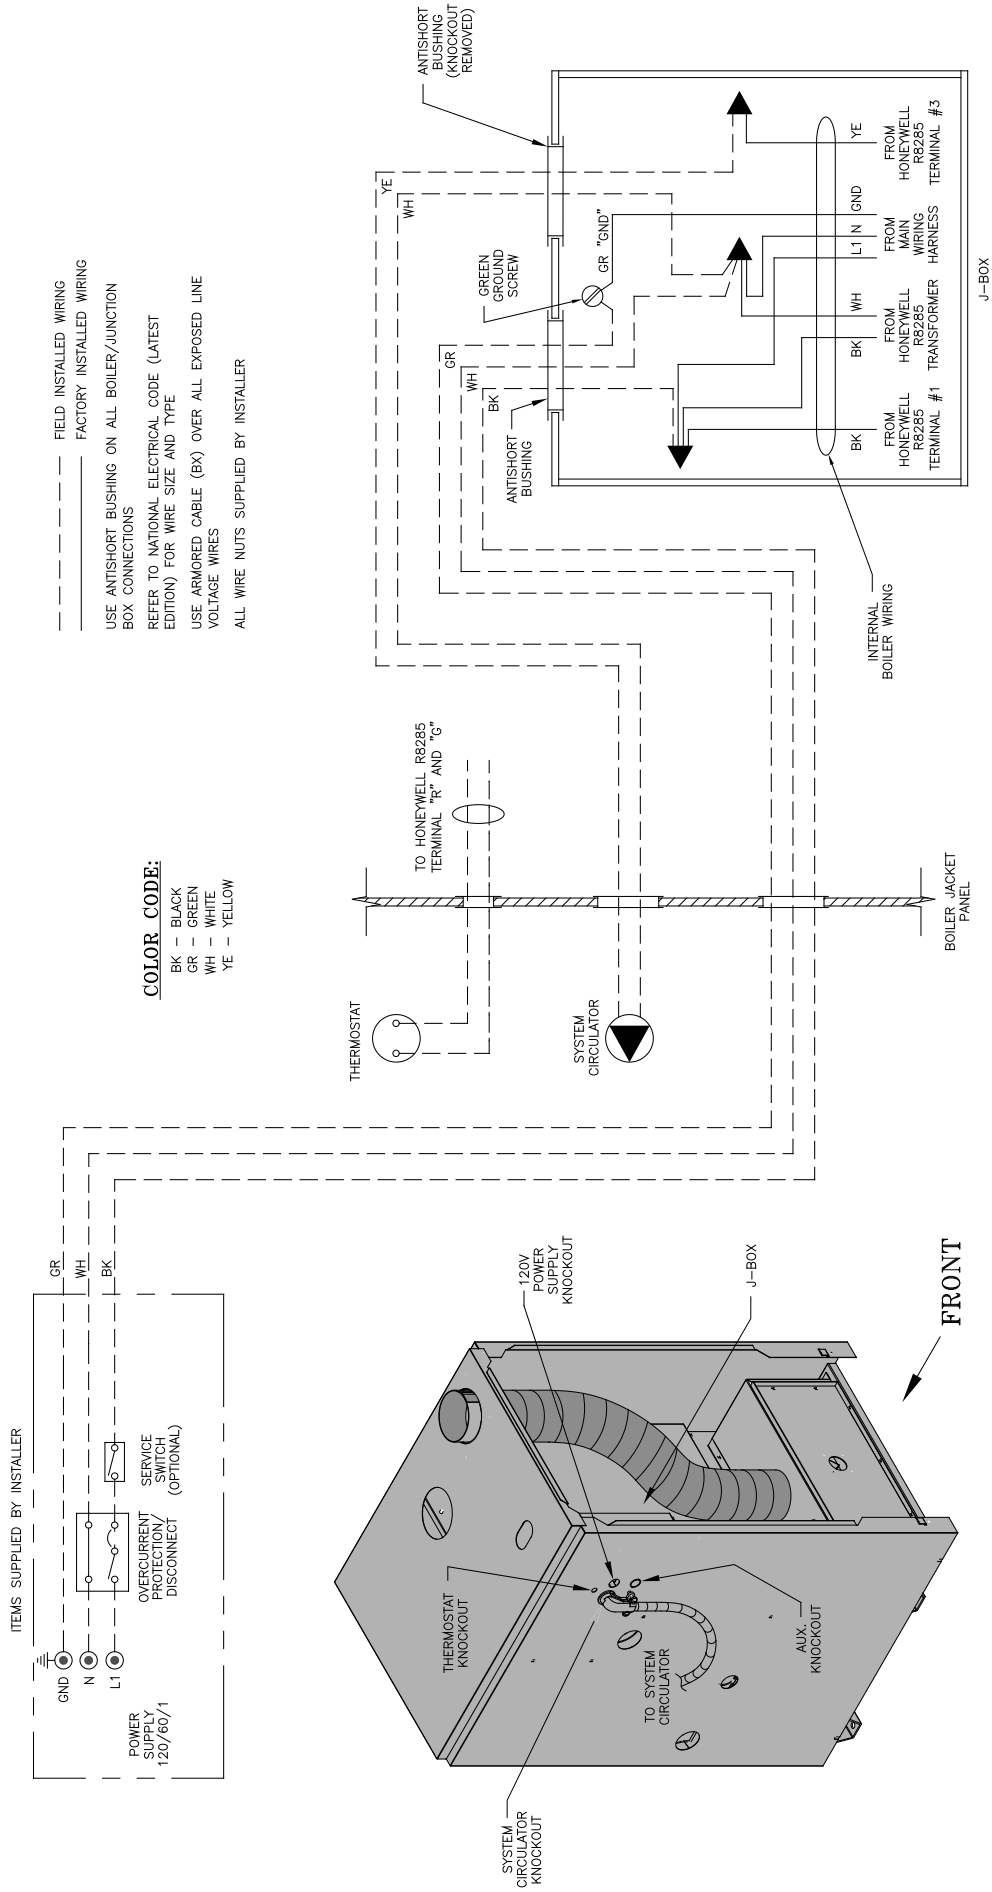 ITEMS SUPPLIED BY INSTALLER
POWER
SUPPLY
120/60/1
GND
N
L1
OVERCURRENT
PROTECTION/
DISCONNECT
SERVICE
SWITCH
(OPTIONAL)
GR
WH
BK
COLOR CODE:
BK – BLACK
GR – GREEN
WH – WHITE
YE – YELLOW
FIELD INSTALLED WIRING
FACTORY INSTALLED WIRING
USE ANTISHORT BUSHING ON ALL BOILER/JUNCTION
BOX CONNECTIONS
REFER TO NATIONAL ELECTRICAL CODE (LATEST
EDITION) FOR WIRE SIZE AND TYPE
USE ARMORED CABLE (BX) OVER ALL EXPOSED LINE
VOLTAGE WIRES
ALL WIRE NUTS SUPPLIED BY INSTALLER
THERMOSTAT
TO HONEYWELL R8285
TERMINAL "R" AND "G"
SYSTEM
CIRCULATOR
BOILER JACKET
PANEL
YE
WH
ANTISHORT
BUSHING
(KNOCKOUT
REMOVED)
GREEN
GROUND
SCREW
GR "GND"
GR
WH
BK
ANTISHORT
BUSHING
INTERNAL
BOILER WIRING
BK
BK
WH
L1
N
GND
YE
FROM
HONEYWELL
R8285
TERMINAL #1
FROM
HONEYWELL
R8285
TRANSFORMER
FROM
MAIN
WIRING
HARNESS
FROM
HONEYWELL
R8285
TERMINAL #3
J–BOX
SYSTEM
CIRCULATOR
KNOCKOUT
THERMOSTAT
KNOCKOUT
120V
POWER
SUPPLY
KNOCKOUT
J–BOX
TO SYSTEM
CIRCULATOR
AUX.
KNOCKOUT
FRONT